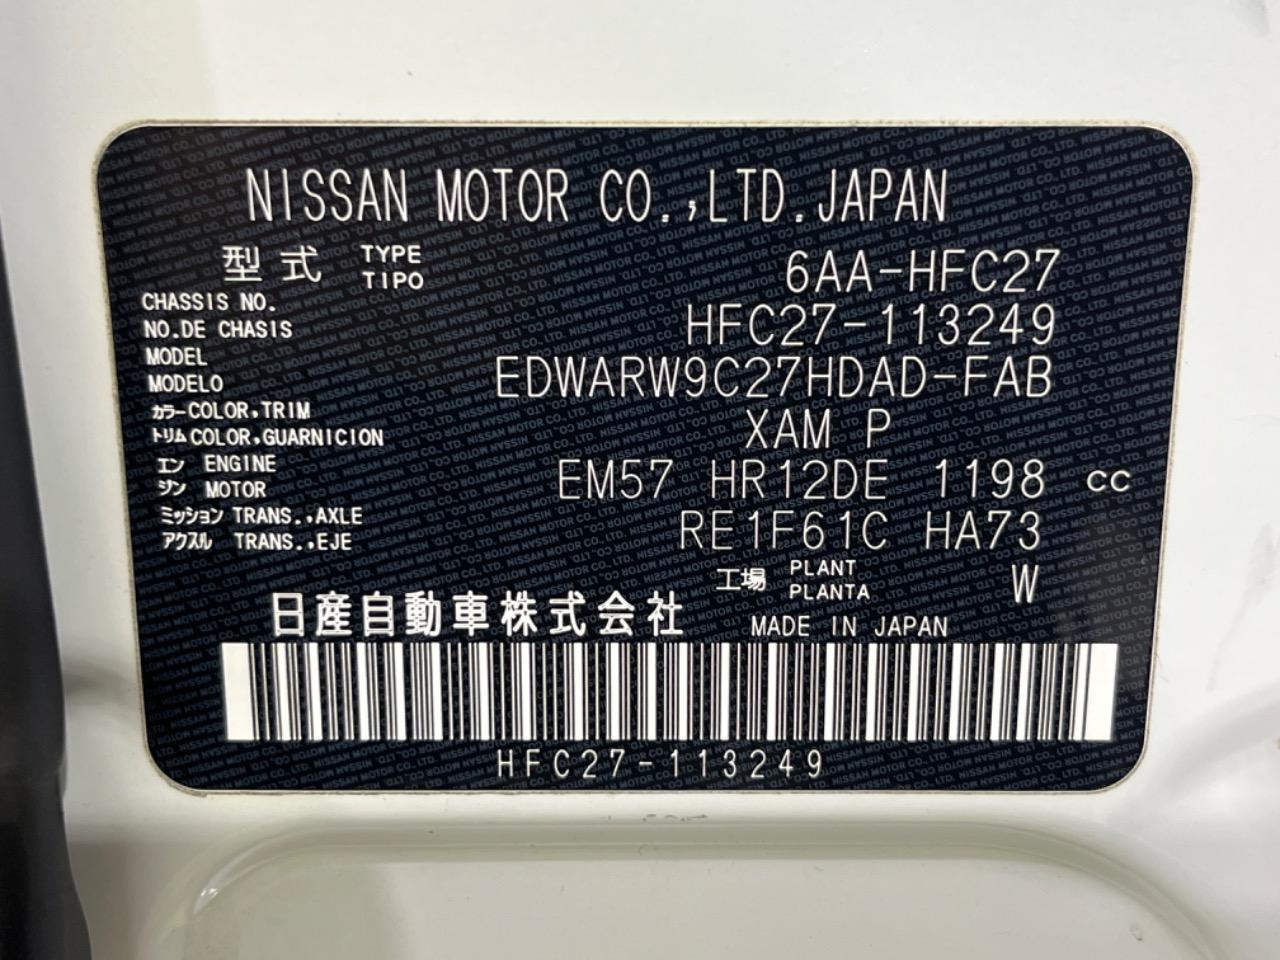 NISSAN MOTOR CO.,LTD.JAPAN
型式 TYPE TIPO 6AA-HFC27
CHASSIS NO.
NO.DE CHASIS HFC27-113249
MODEL
MODELO EDWARW9C27HDAD-FAB
カラー COLOR,TRIM
トリム COLOR,GUARNICION XAM P
エン ENGINE
ジン MOTOR EM57 HR12DE 1198 cc
ミッション TRANS.,AXLE
アクスル TRANS.,EJE RE1F61C HA73
工場 PLANT PLANTA W
日産自動車株式会社 MADE IN JAPAN
HFC27-113249